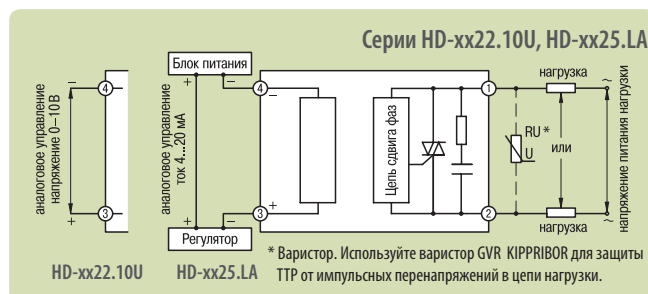 Серии HD-xx22.10U, HD-xx25.LA
Блок питания
нагрузка
~
−
+
−
4
4
−
1
аналоговое управление
напряжение 0–10В
аналоговое управление
ток 4...20 мА
Цепь сдвига фаз
RU *
U
или
напряжение питания нагрузки
+
3
+
−
3
+
2
~
нагрузка
Регулятор
HD-xx22.10U
HD-xx25.LA
* Варистор. Используйте варистор GVR KIPPRIBOR для защиты
ТТР от импульсных перенапряжений в цепи нагрузки.